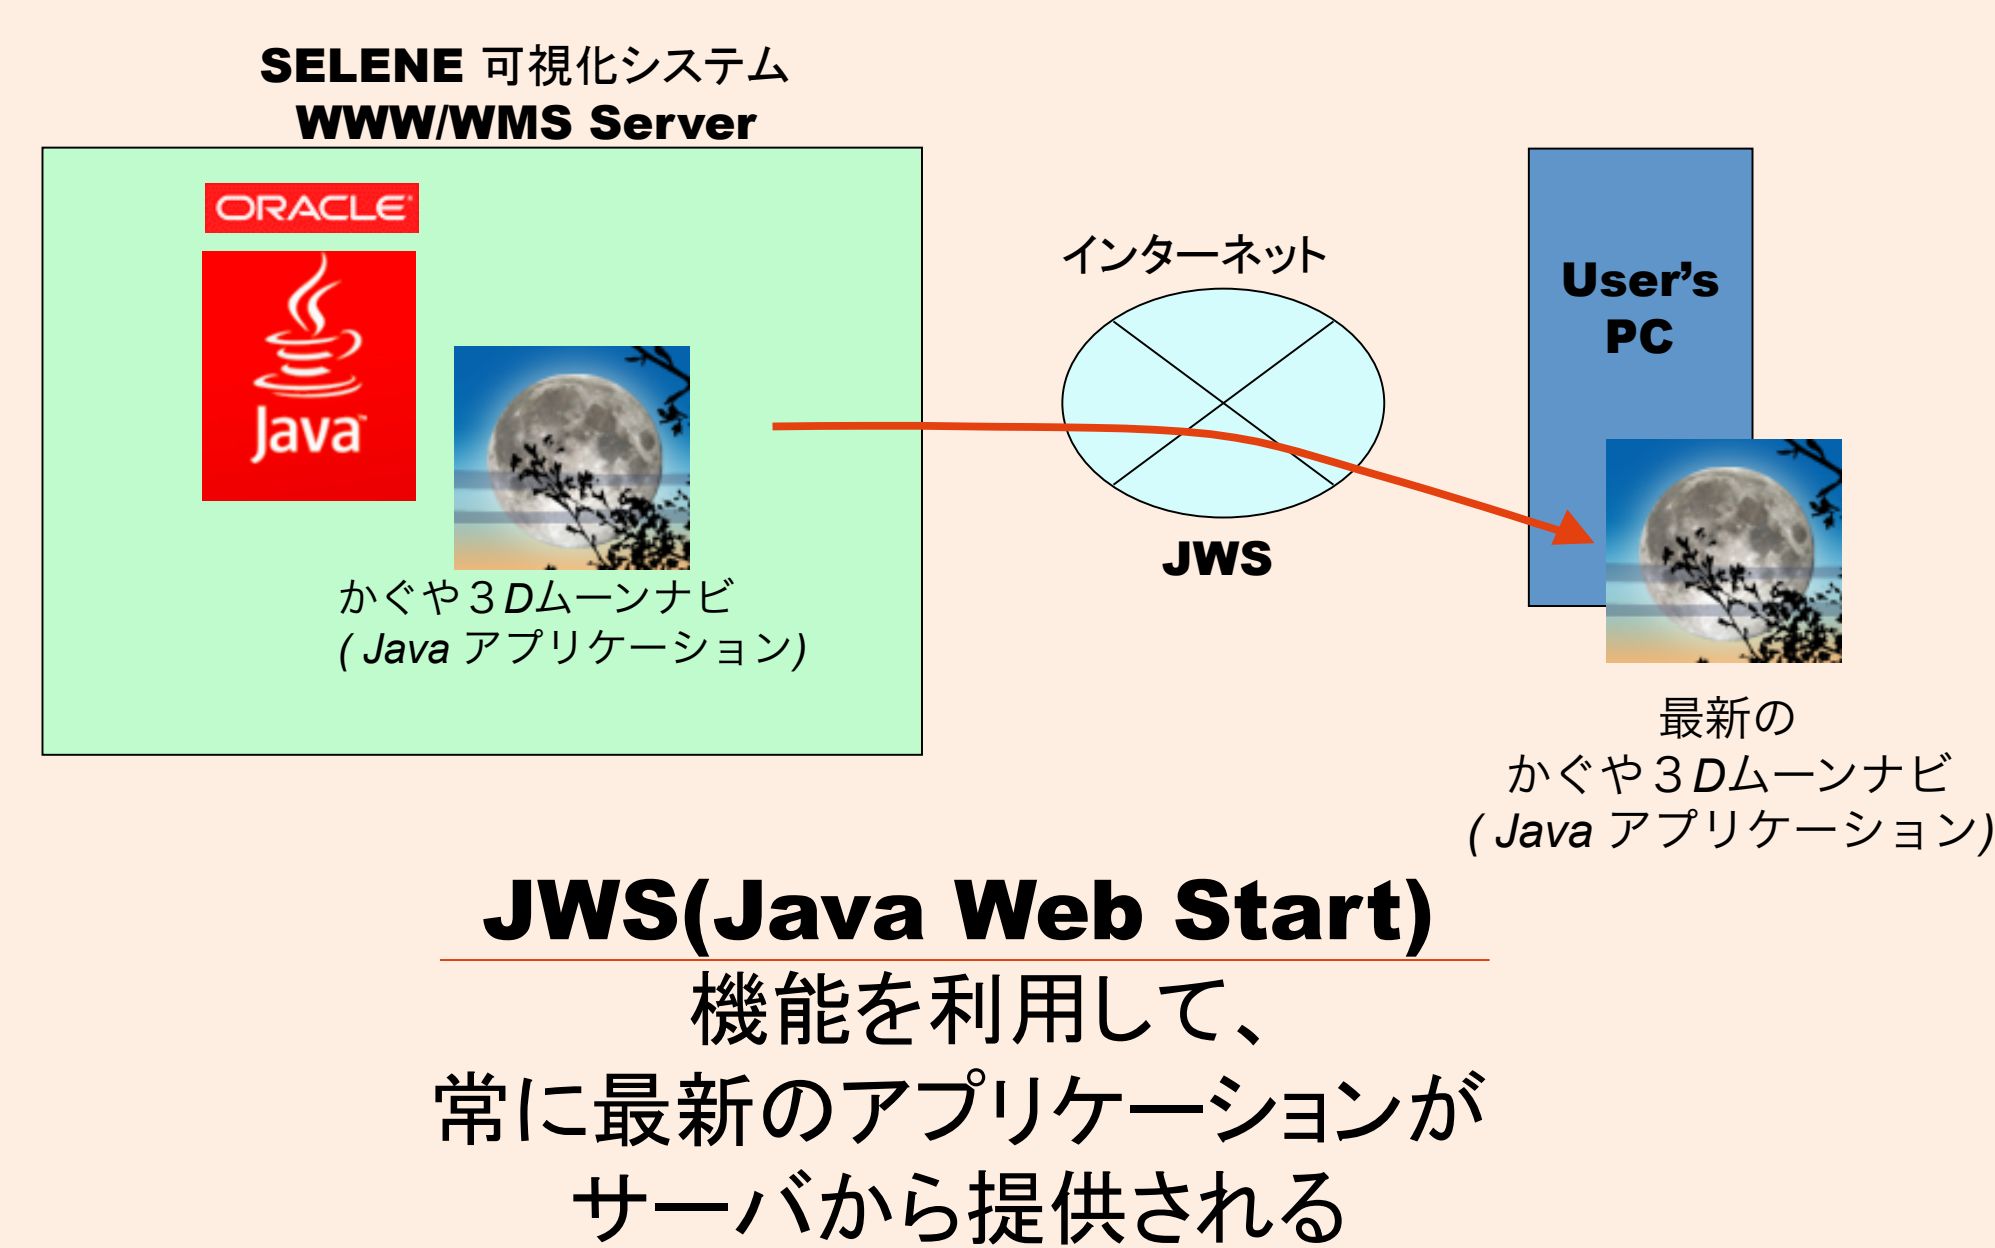 SELENE 可視化システム
WWW/WMS Server
ORACLE
Java™
かぐや３Dムーンナビ
( Java アプリケーション)
インターネット
JWS
User’s
PC
最新の
かぐや３Dムーンナビ
( Java アプリケーション)
JWS(Java Web Start)
機能を利用して、
常に最新のアプリケーションが
サーバから提供される